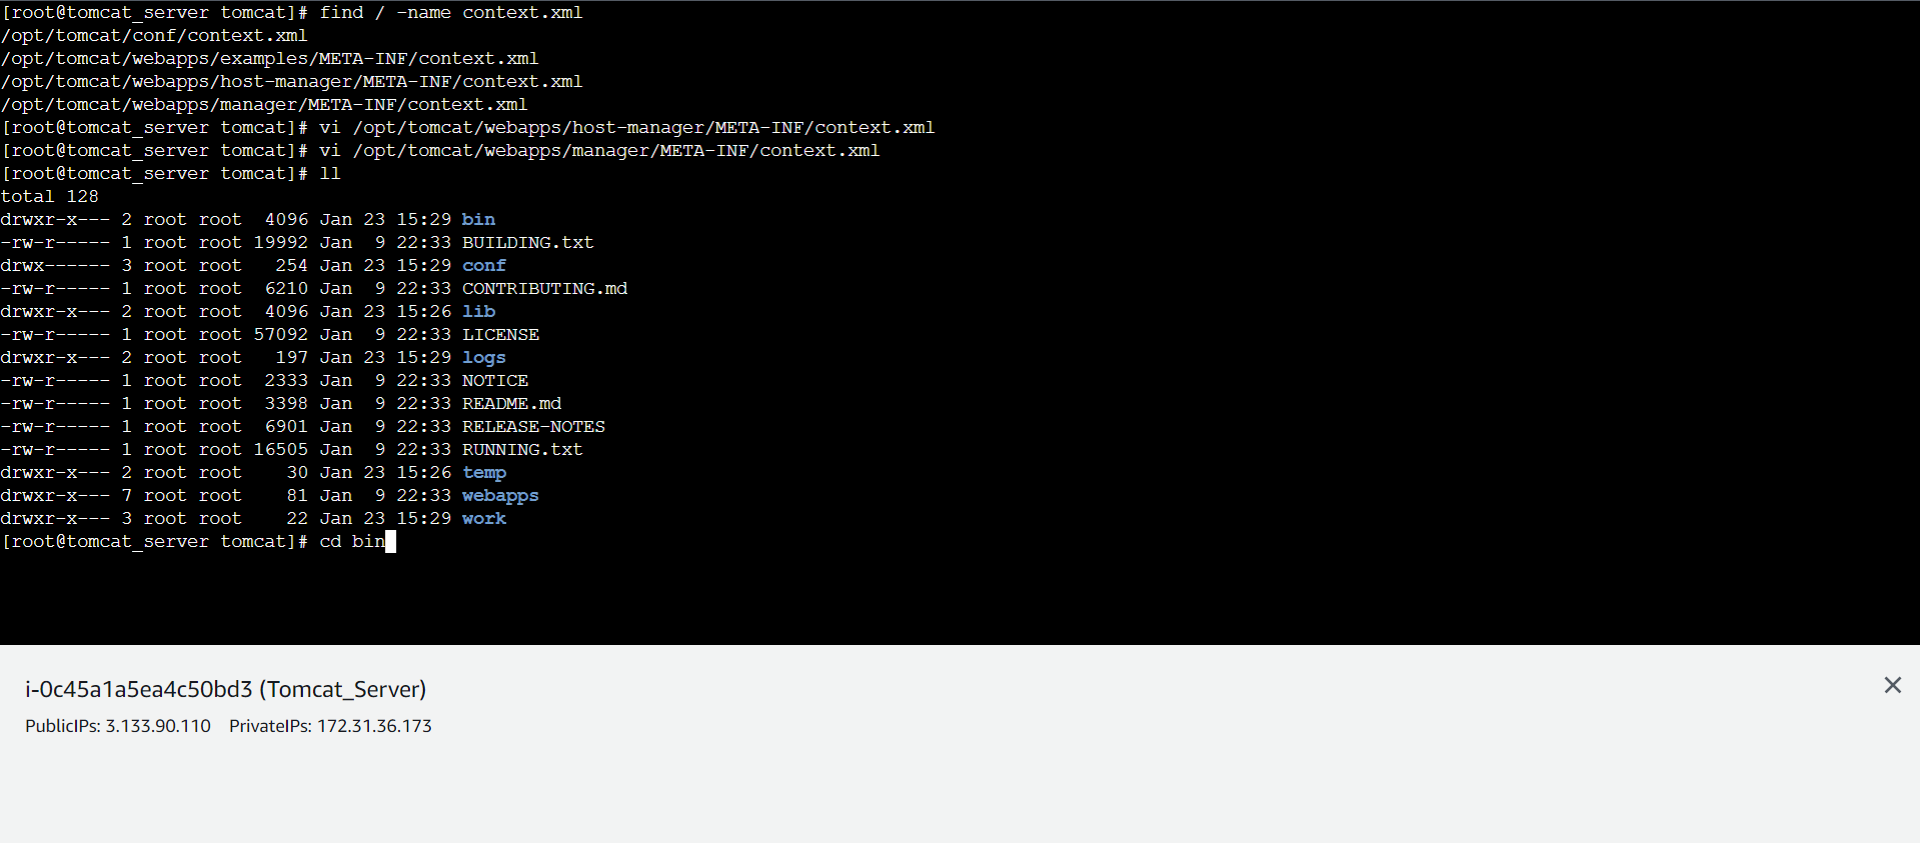 [root@tomcat_server tomcat]# find / -name context.xml
/opt/tomcat/conf/context.xml
/opt/tomcat/webapps/examples/META-INF/context.xml
/opt/tomcat/webapps/host-manager/META-INF/context.xml
/opt/tomcat/webapps/manager/META-INF/context.xml
[root@tomcat_server tomcat]# vi /opt/tomcat/webapps/host-manager/META-INF/context.xml
[root@tomcat_server tomcat]# vi /opt/tomcat/webapps/manager/META-INF/context.xml
[root@tomcat_server tomcat]# ll
total 128
drwxr-x--- 2 root root  4096 Jan 23 15:29 bin
-rw-r----- 1 root root 19992 Jan  9 22:33 BUILDING.txt
drwx------ 3 root root   254 Jan 23 15:29 conf
-rw-r----- 1 root root  6210 Jan  9 22:33 CONTRIBUTING.md
drwxr-x--- 2 root root  4096 Jan 23 15:26 lib
-rw-r----- 1 root root 57092 Jan  9 22:33 LICENSE
drwxr-x--- 2 root root   197 Jan 23 15:29 logs
-rw-r----- 1 root root  2333 Jan  9 22:33 NOTICE
-rw-r----- 1 root root  3398 Jan  9 22:33 README.md
-rw-r----- 1 root root  6901 Jan  9 22:33 RELEASE-NOTES
-rw-r----- 1 root root 16505 Jan  9 22:33 RUNNING.txt
drwxr-x--- 2 root root    30 Jan 23 15:26 temp
drwxr-x--- 7 root root    81 Jan  9 22:33 webapps
drwxr-x--- 3 root root    22 Jan 23 15:29 work
[root@tomcat_server tomcat]# cd bin
i-0c45a1a5ea4c50bd3 (Tomcat_Server)
PublicIPs: 3.133.90.110 PrivateIPs: 172.31.36.173